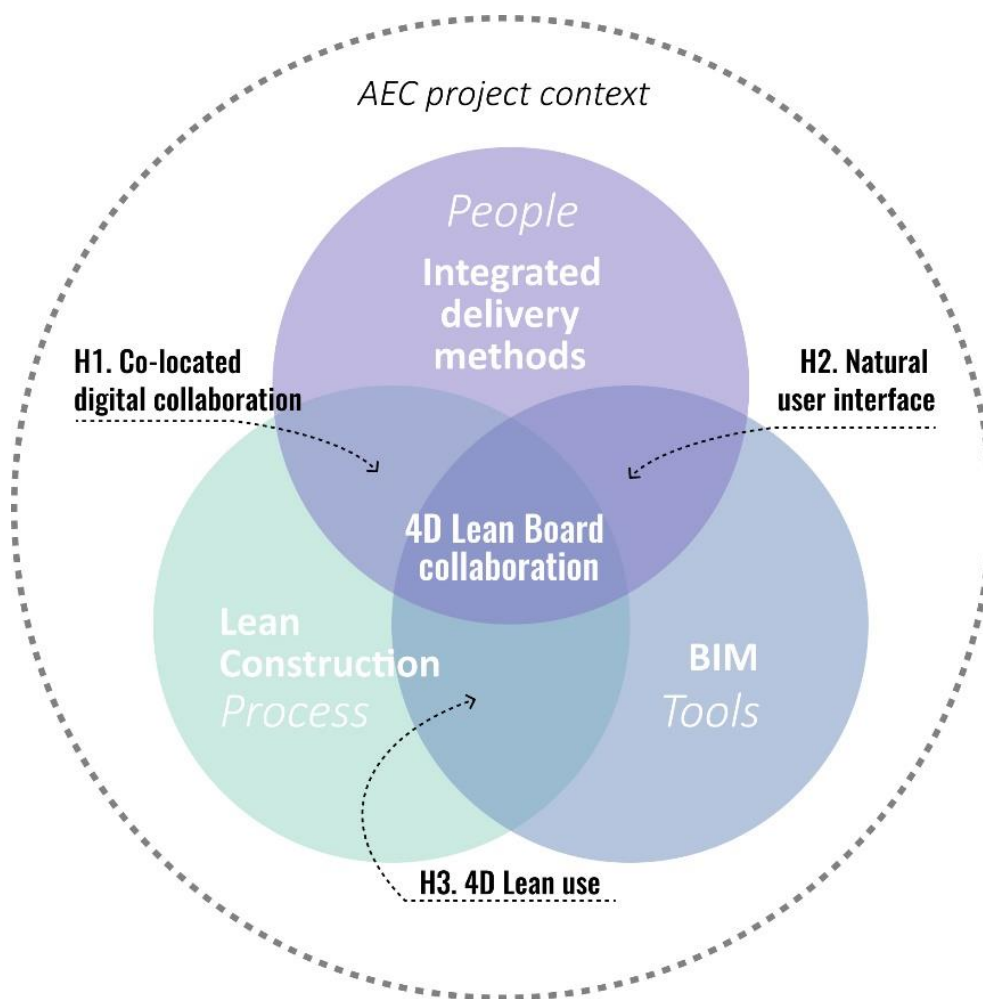 AEC project context
People
Integrated
delivery
methods
H1. Co-located
digital collaboration
H2. Natural
user interface
4D Lean Board
collaboration
Lean
Construction
Process
BIM
Tools
H3. 4D Lean use